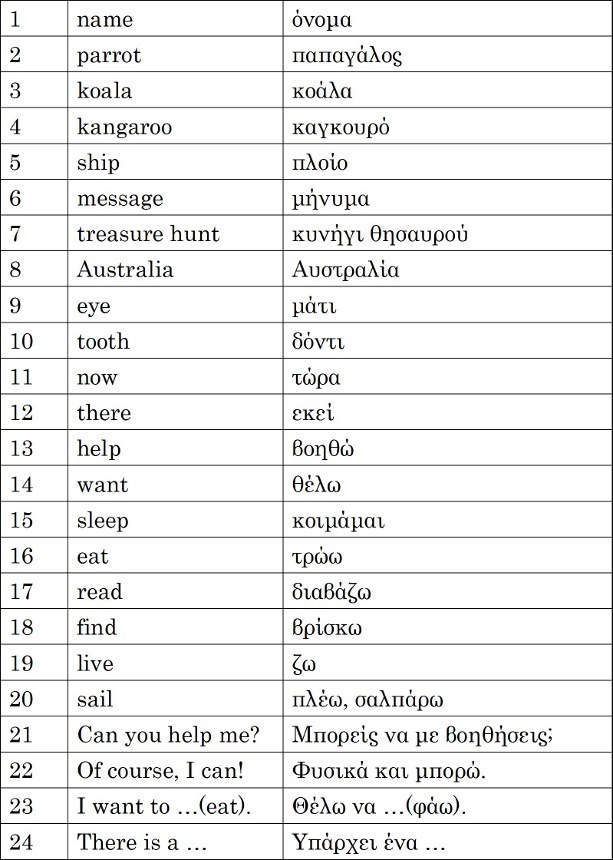 1 name όνομα
2 parrot παπαγάλος
3 koala κοάλα
4 kangaroo καγκουρό
5 ship πλοίο
6 message μήνυμα
7 treasure hunt κυνήγι θησαυρού
8 Australia Αυστραλία
9 eye μάτι
10 tooth δόντι
11 now τώρα
12 there εκεί
13 help βοηθώ
14 want θέλω
15 sleep κοιμάμαι
16 eat τρώω
17 read διαβάζω
18 find βρίσκω
19 live ζω
20 sail πλέω, σαλπάρω
21 Can you help me? Μπορείς να με βοηθήσεις;
22 Of course, I can! Φυσικά και μπορώ.
23 I want to …(eat). Θέλω να …(φάω).
24 There is a … Υπάρχει ένα …